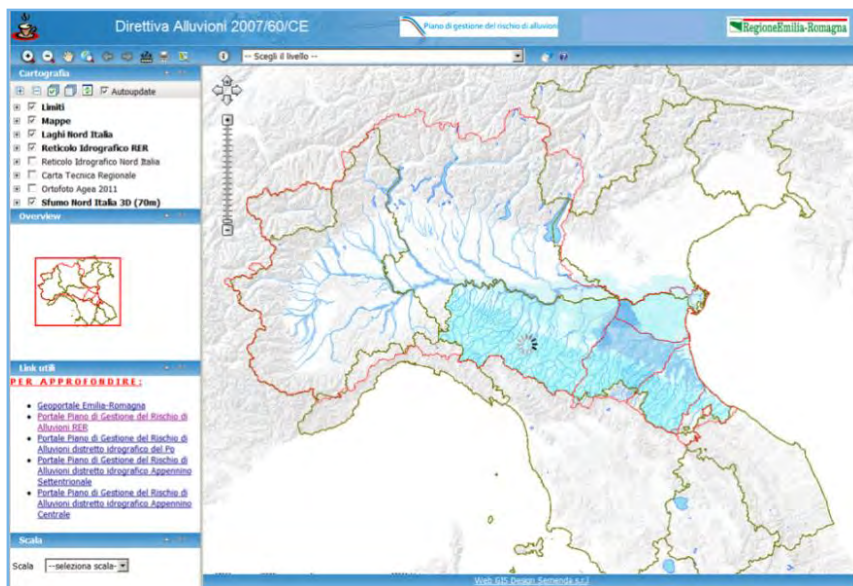 Direttiva Alluvioni 2007/60/CE
Piano di gestione del rischio di alluvioni
RegioneEmilia-Romagna
-- Scegli il livello --
Cartografia
Autoupdate
Limiti
Mappe
Laghi Nord Italia
Reticolo Idrografico RER
Reticolo Idrografico Nord Italia
Carta Tecnica Regionale
Ortofoto Agea 2011
Sfumo Nord Italia 3D (70m)
Overview
Link utili
PER APPROFONDIRE:
Geoportale Emilia-Romagna
Portale Piano di Gestione del Rischio di
Alluvioni RER
Portale Piano di Gestione del Rischio di
Alluvioni distretto idrografico del Po
Portale Piano di Gestione del Rischio di
Alluvioni distretto idrografico Appennino
Settentrionale
Portale Piano di Gestione del Rischio di
Alluvioni distretto idrografico Appennino
Centrale
Scala
Scala --seleziona scala-
Web GIS Design Semenda s.r.l